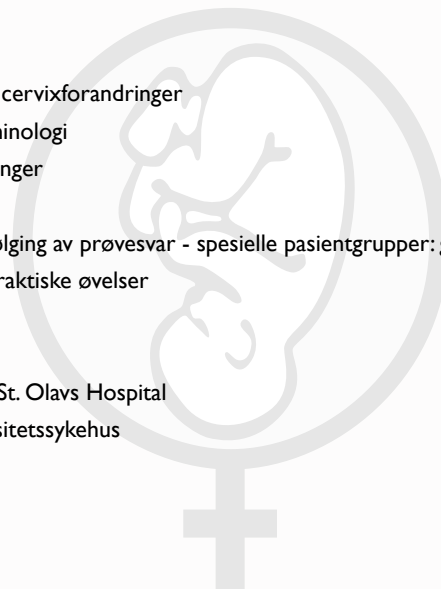 cervixforandringer
inologi
nger
lging av prøvesvar - spesielle pasientgrupper:
raktiske øvelser
St. Olavs Hospital
sitetssykehus